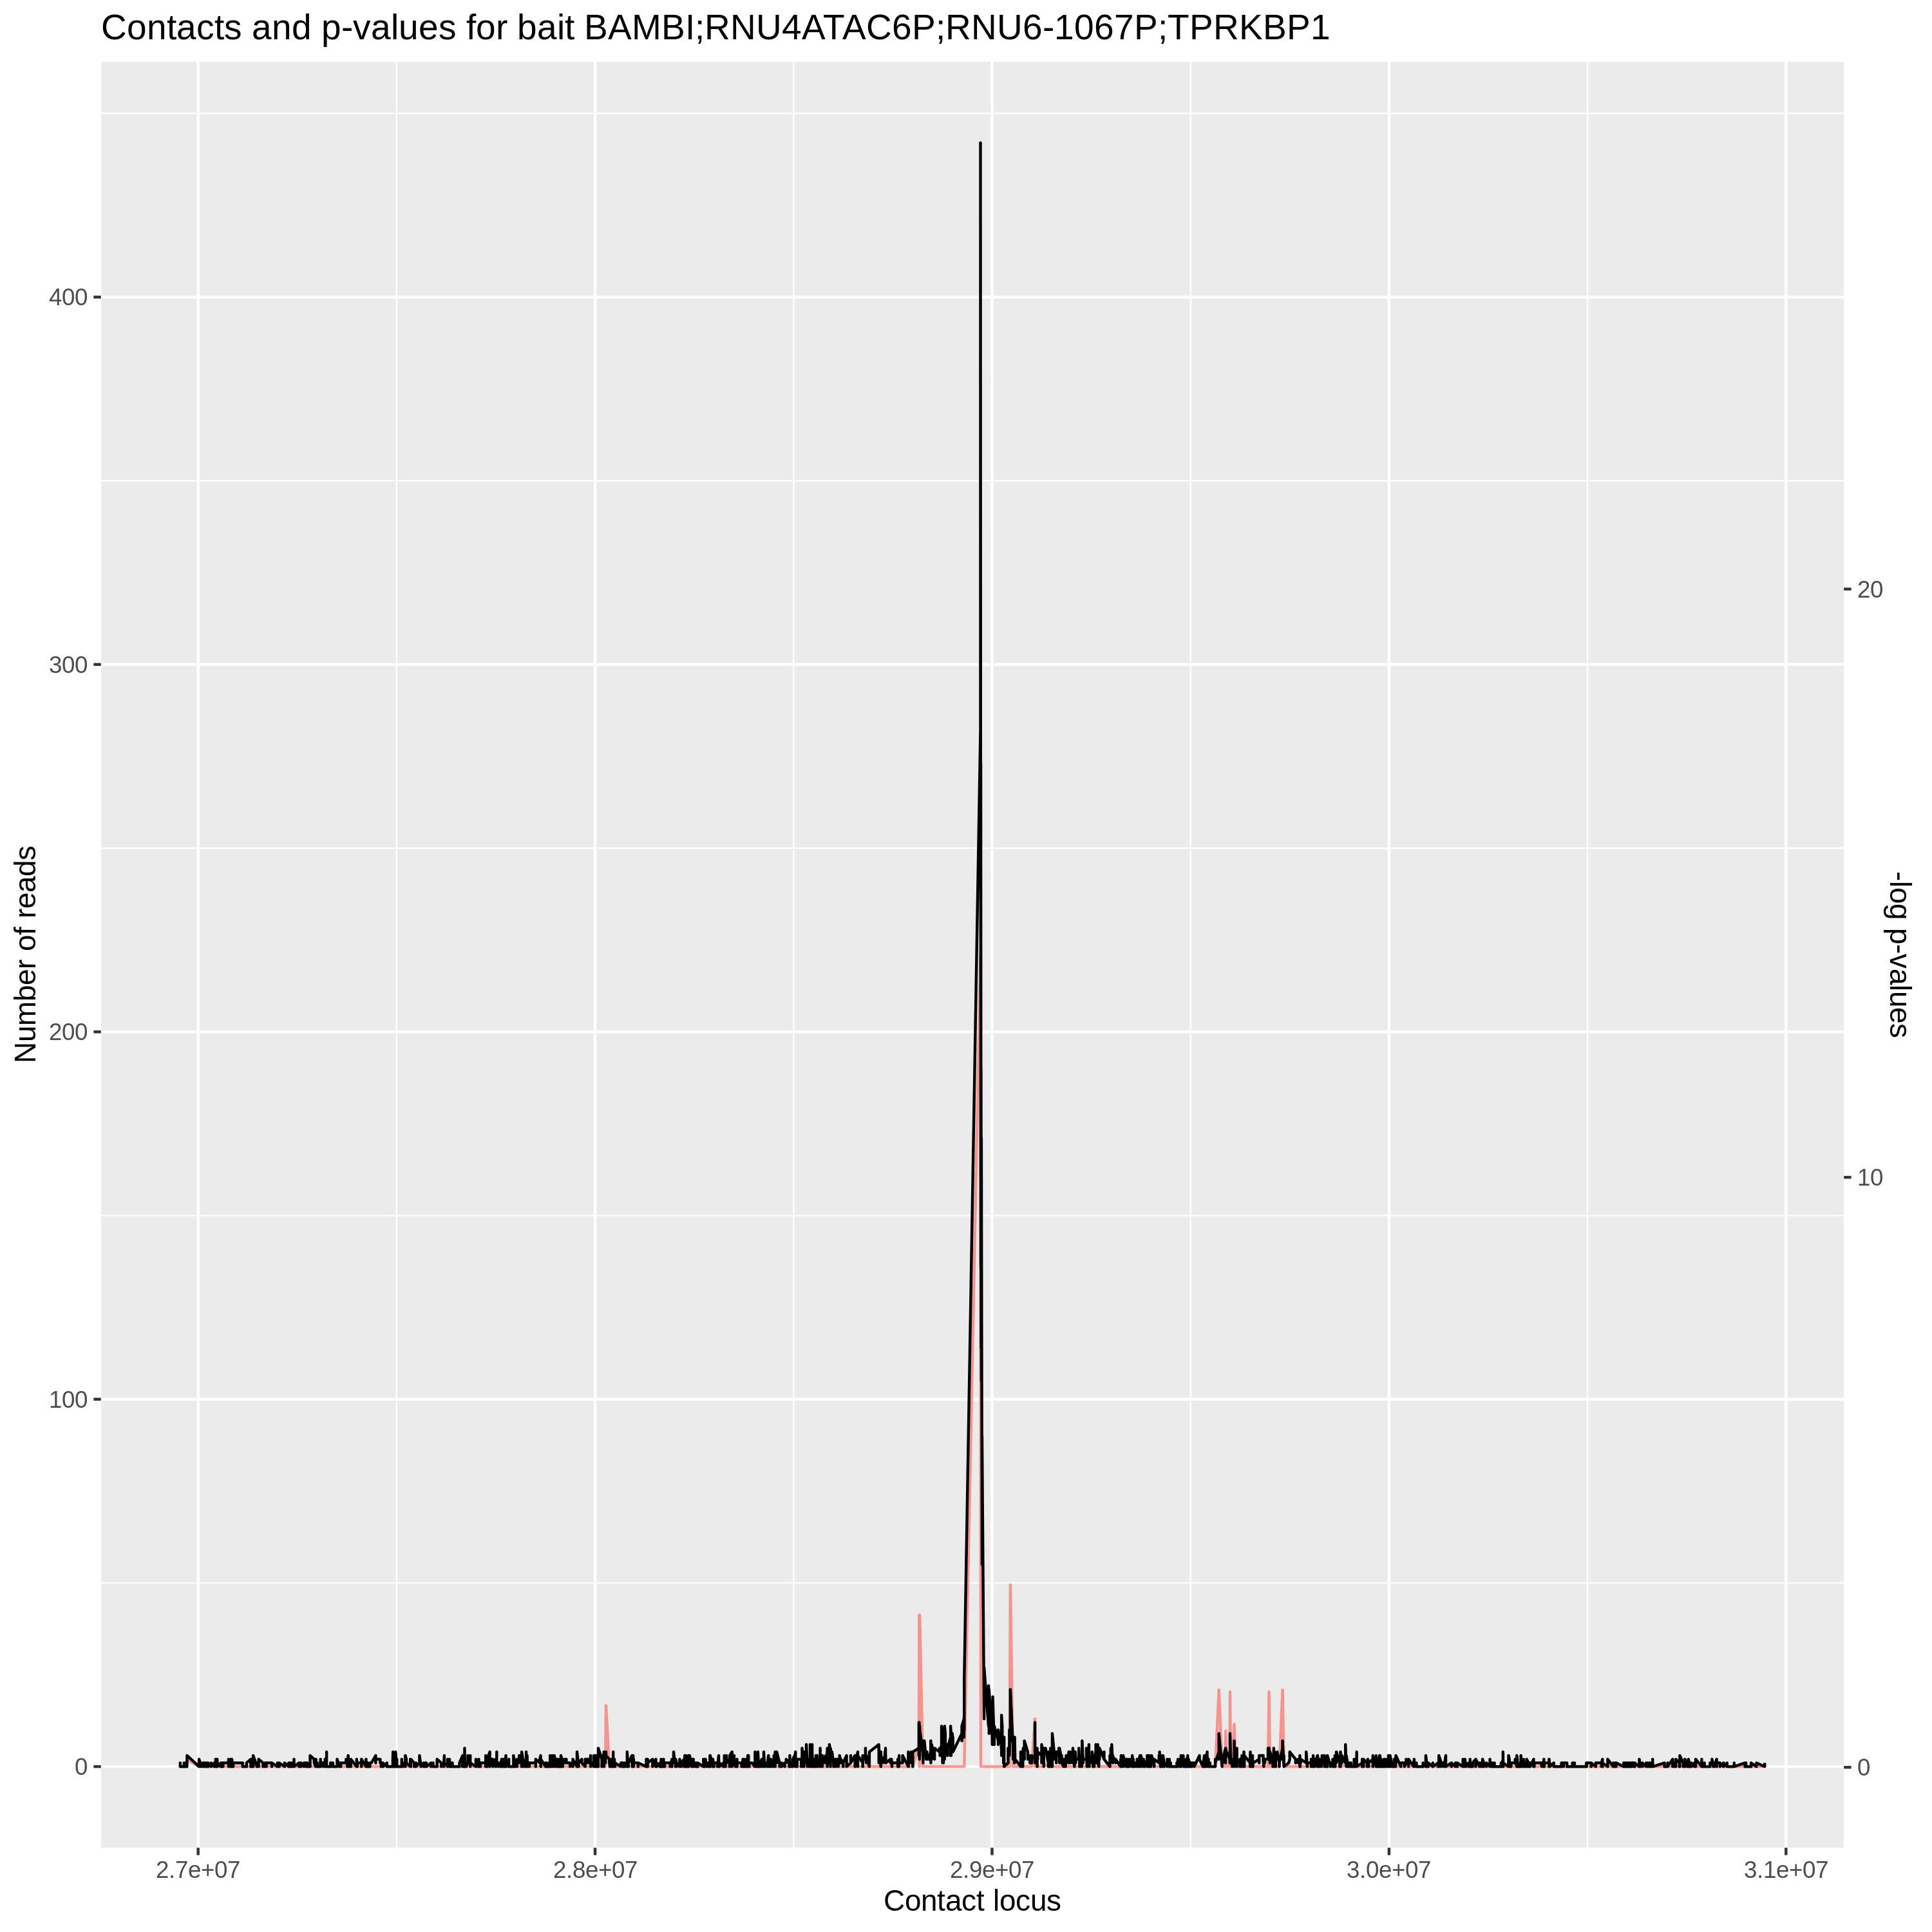 Contacts and p-values for bait BAMBI;RNU4ATAC6P;RNU6-1067P;TPRKBP1
400
300
200
100
0
Number of reads
20
10
0
-log p-values
2.7e+07 2.8e+07 2.9e+07 3.0e+07 3.1e+07
Contact locus